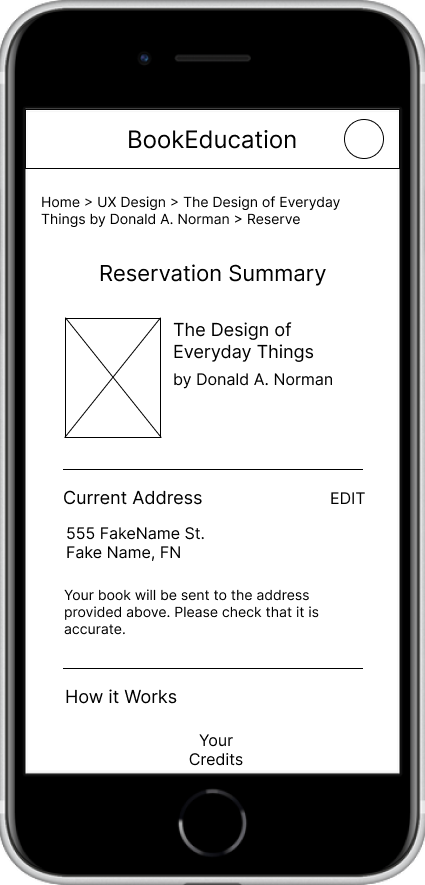 BookEducation
Home > UX Design > The Design of Everyday
Things by Donald A. Norman > Reserve
Reservation Summary
The Design of
Everyday Things
by Donald A. Norman
Current Address
EDIT
555 FakeName St.
Fake Name, FN
Your book will be sent to the address
provided above. Please check that it is
accurate.
How it Works
Your
Credits